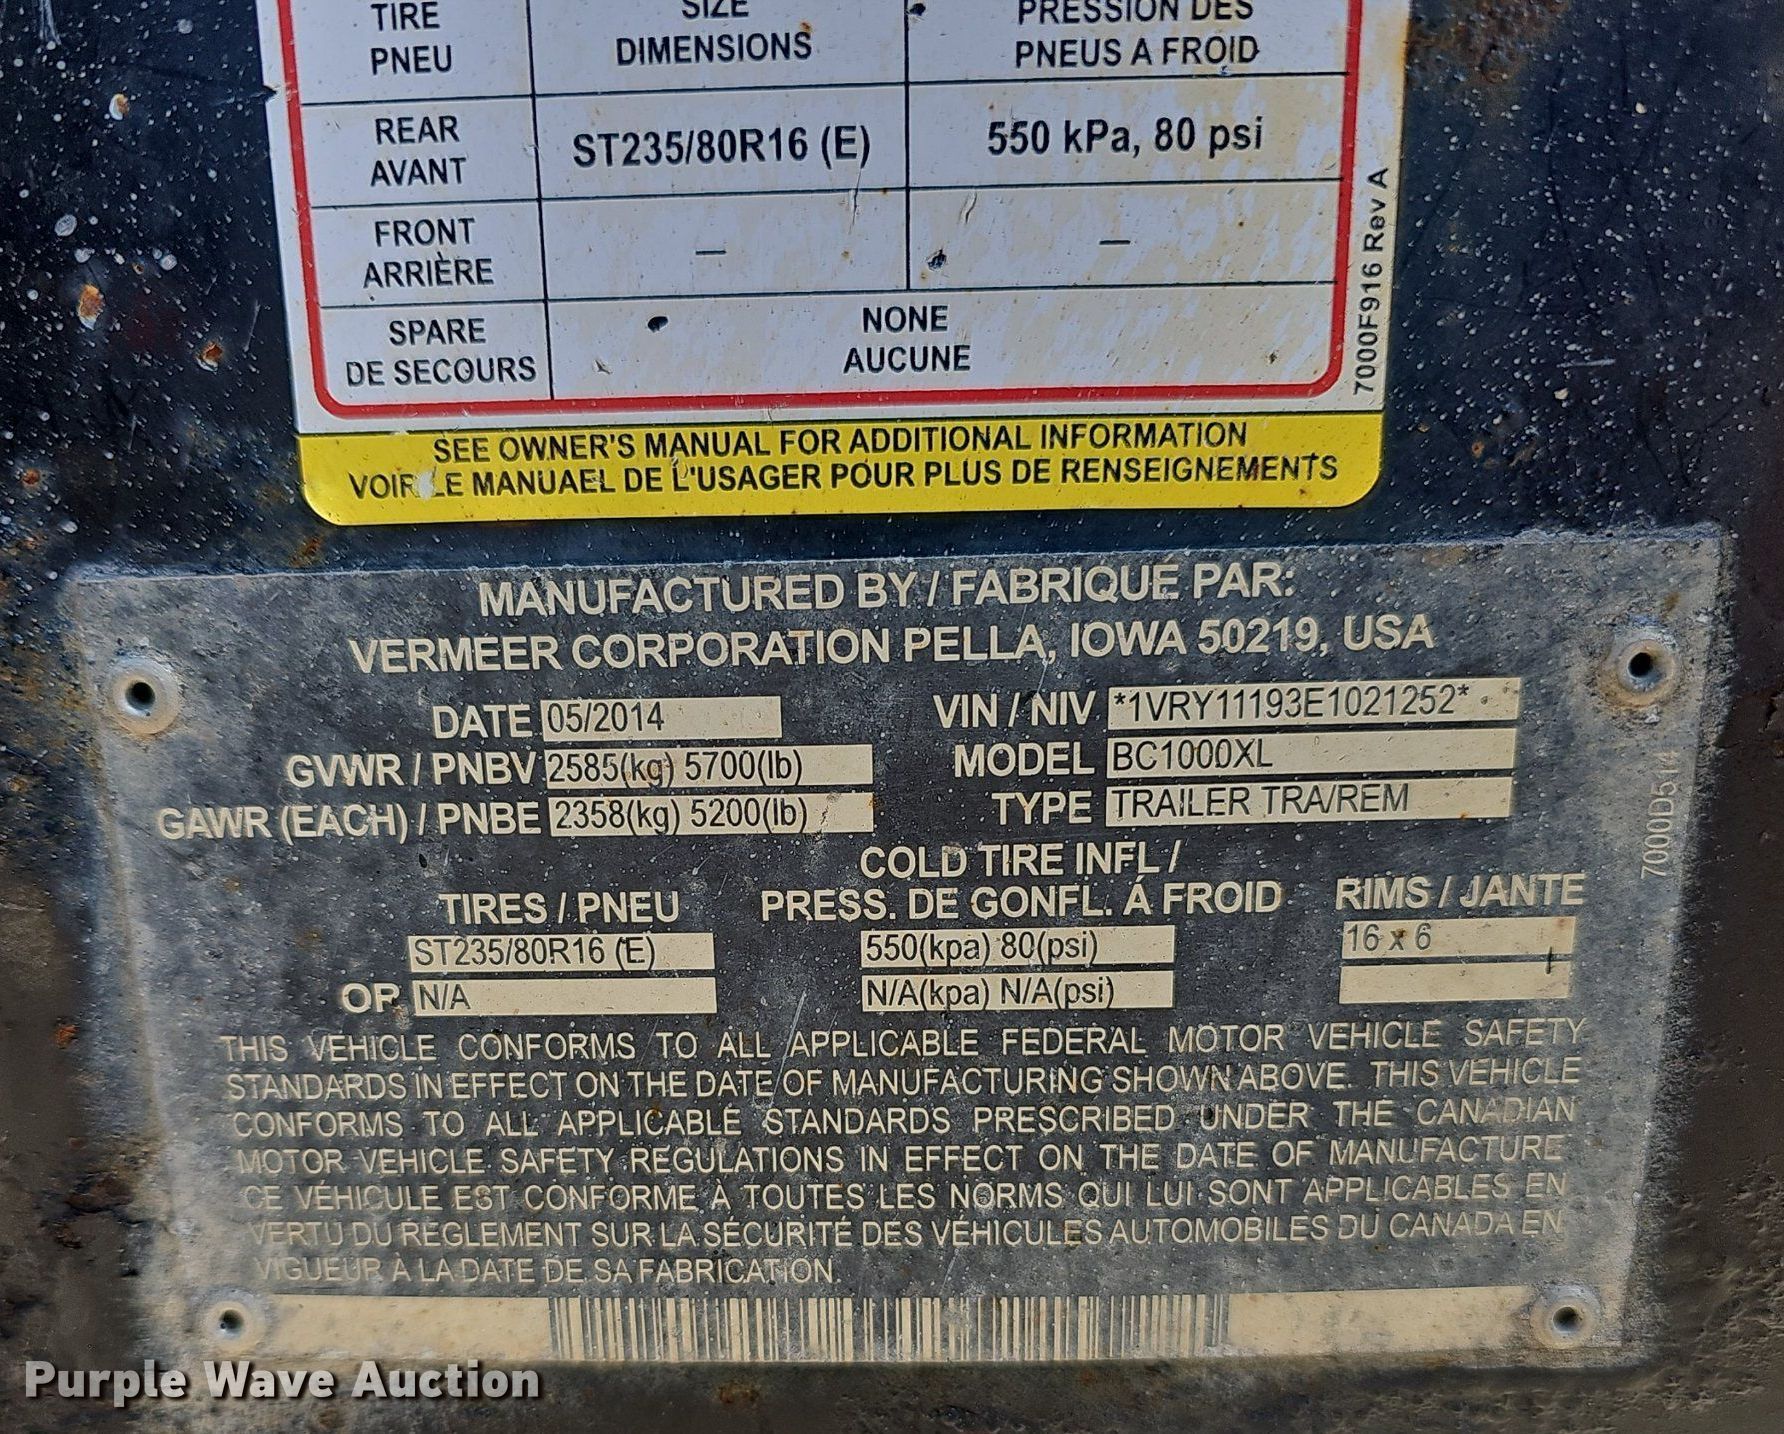 TIRE SIZE PRESSION DES
PNEU DIMENSIONS PNEUS A FROID
REAR
AVANT ST235/80R16 (E) 550 kPa, 80 psi
FRONT
ARRIÈRE — —
SPARE NONE
DE SECOURS AUCUNE
7000F916 Rev A
SEE OWNER'S MANUAL FOR ADDITIONAL INFORMATION
VOIR LE MANUAEL DE L'USAGER POUR PLUS DE RENSEIGNEMENTS
MANUFACTURED BY / FABRIQUE PAR:
VERMEER CORPORATION PELLA, IOWA 50219, USA
DATE 05/2014 VIN / NIV *1VRY11193E1021252*
GVWR / PNBV 2585(kg) 5700(lb) MODEL BC1000XL
GAWR (EACH) / PNBE 2358(kg) 5200(lb) TYPE TRAILER TRA/REM
7000D514
COLD TIRE INFL /
TIRES / PNEU PRESS. DE GONFL. Á FROID RIMS / JANTE
ST235/80R16 (E) 550(kpa) 80(psi) 16 x 6
OR N/A N/A(kpa) N/A(psi)
THIS VEHICLE CONFORMS TO ALL APPLICABLE FEDERAL MOTOR VEHICLE SAFETY
STANDARDS IN EFFECT ON THE DATE OF MANUFACTURING SHOWN ABOVE. THIS VEHICLE
CONFORMS TO ALL APPLICABLE STANDARDS PRESCRIBED UNDER THE CANADIAN
MOTOR VEHICLE SAFETY REGULATIONS IN EFFECT ON THE DATE OF MANUFACTURE
CE VÉHICULE EST CONFORME À TOUTES LES NORMS QUI LUI SONT APPLICABLES EN
VERTU DU REGLEMENT SUR LA SÉCURITÉ DES VÉHICULES AUTOMOBILES DU CANADA EN
VIGUEUR À LA DATE DE SA FABRICATION.
Purple Wave Auction